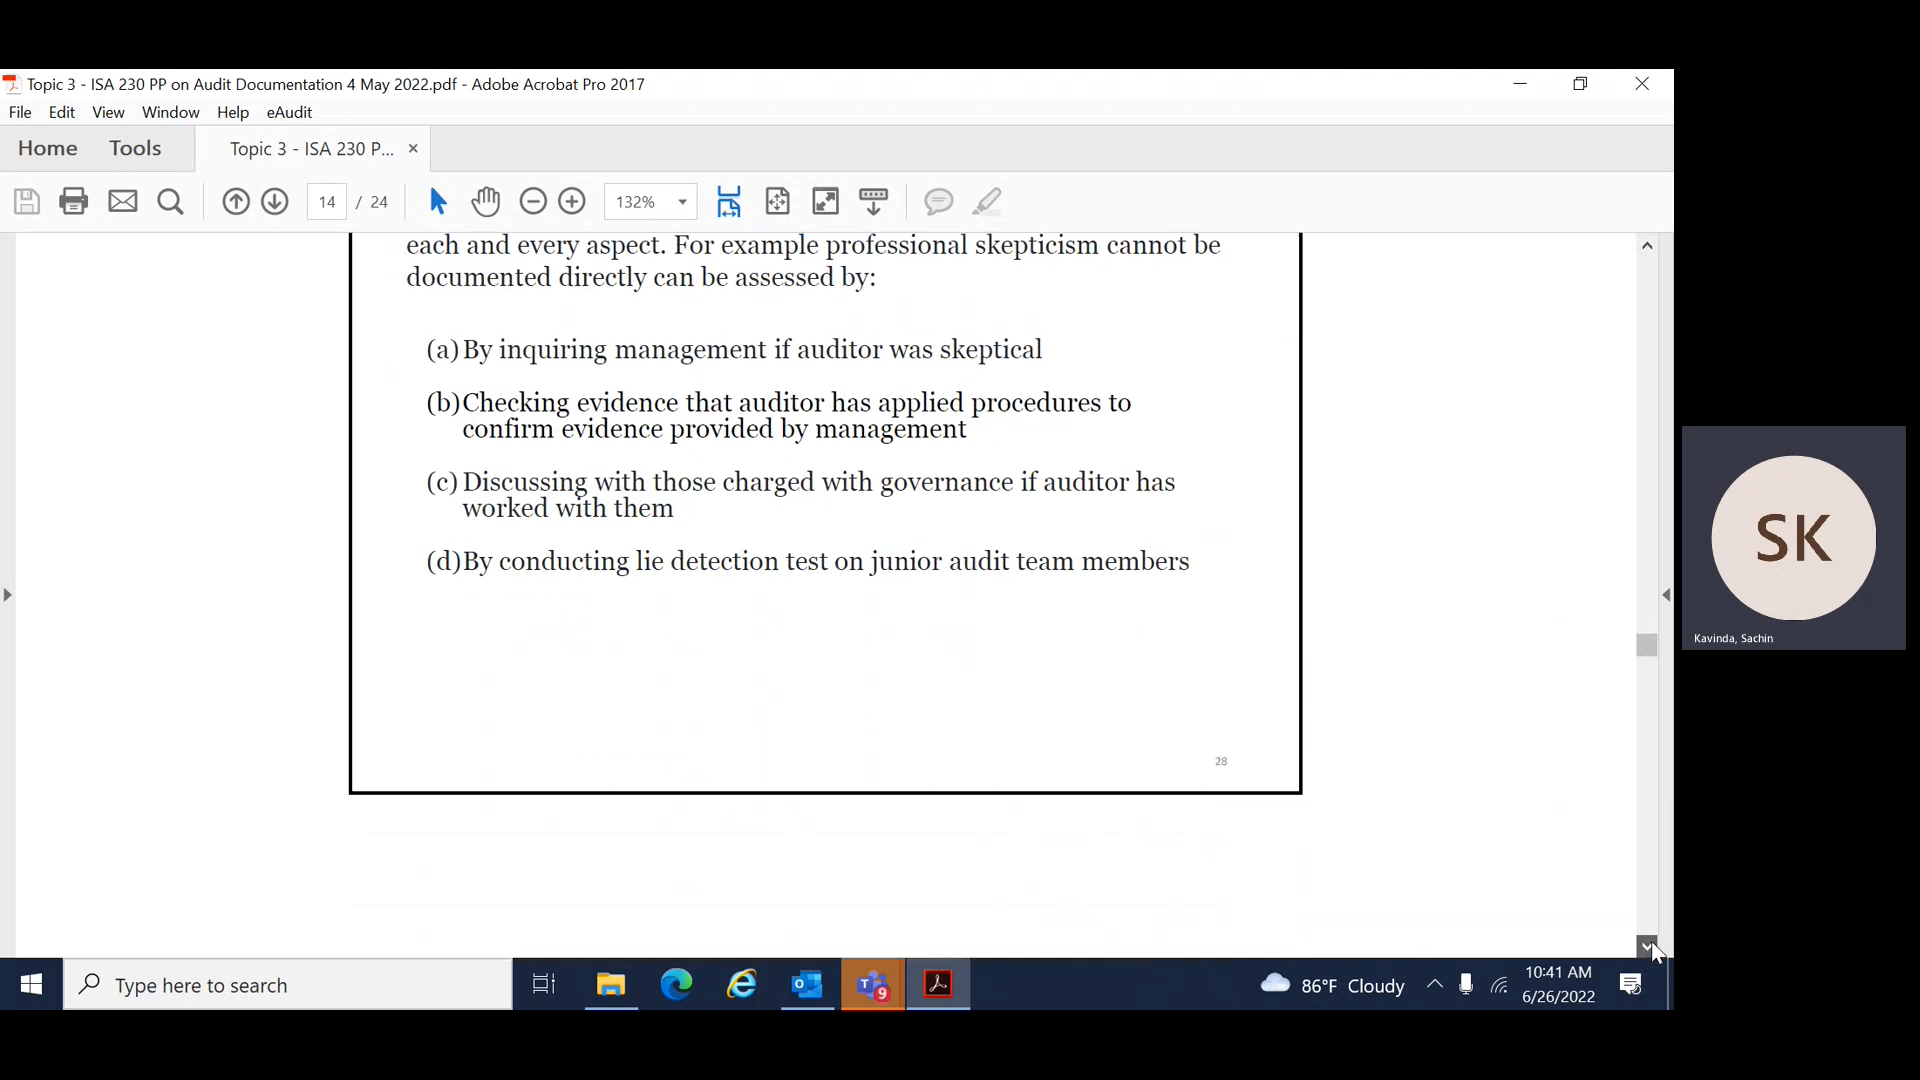 Topic 3 - ISA 230 PP on Audit Documentation 4 May 2022.pdf - Adobe Acrobat Pro 2017
File Edit View Window Help eAudit
Home Tools Topic 3 - ISA 230 P... ×
14 / 24 132%
each and every aspect. For example professional skepticism cannot be
documented directly can be assessed by:
(a) By inquiring management if auditor was skeptical
(b) Checking evidence that auditor has applied procedures to
confirm evidence provided by management
(c) Discussing with those charged with governance if auditor has
worked with them
(d) By conducting lie detection test on junior audit team members
28
SK
Kavinda, Sachin
Type here to search
9
86°F Cloudy
10:41 AM
6/26/2022